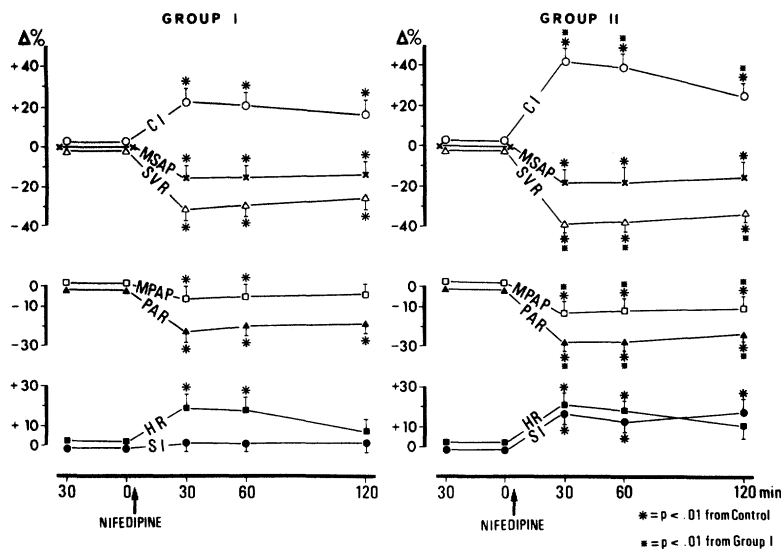 GROUP I
Δ%
+40
+20
0
-20
-40
CI
MSAP
SVR
0
-10
-30
MPAP
PAR
+30
+10
0
HR
SI
30 0 30 60 120
NIFEDIPINE
GROUP II
Δ%
+40
+20
0
-20
-40
CI
MSAP
SVR
0
-10
-30
MPAP
PAR
+30
+10
0
HR
SI
30 0 30 60 120 min
NIFEDIPINE
* = p < .01 from Control
▪ = p < .01 from Group I